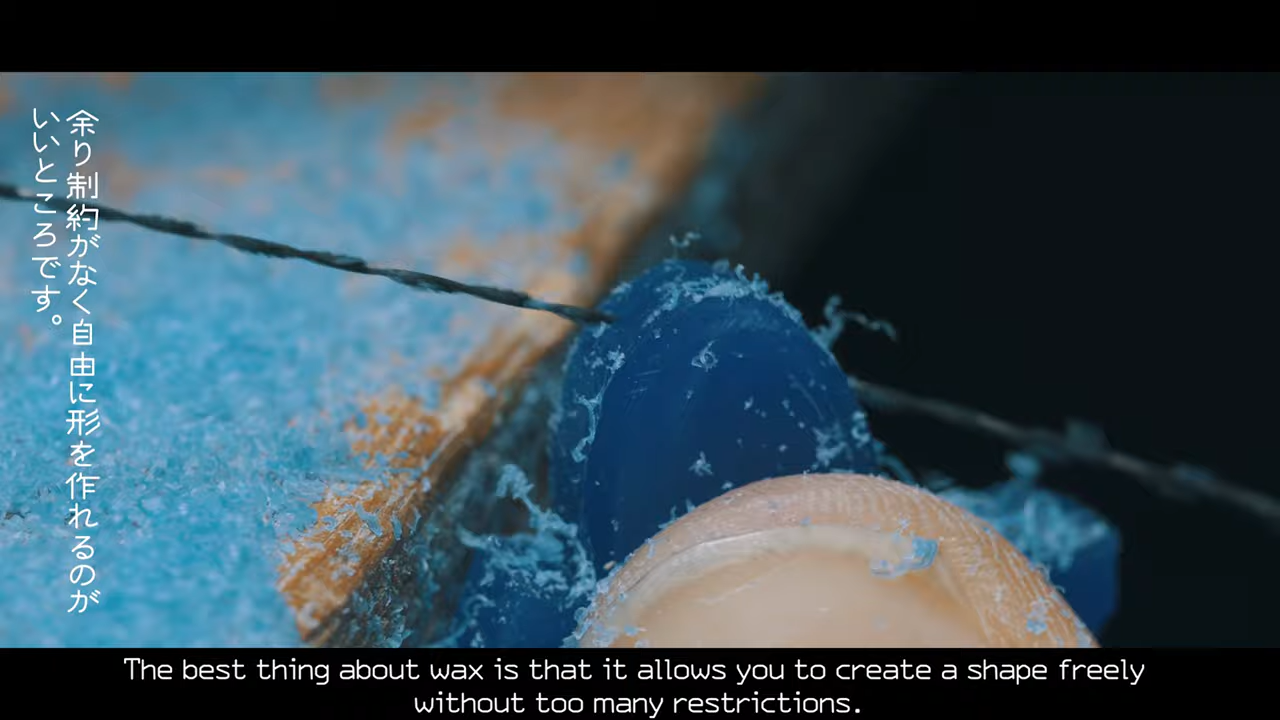 余り制約がなく自由に形を作れるのが
いいところです。
The best thing about wax is that it allows you to create a shape freely
without too many restrictions.